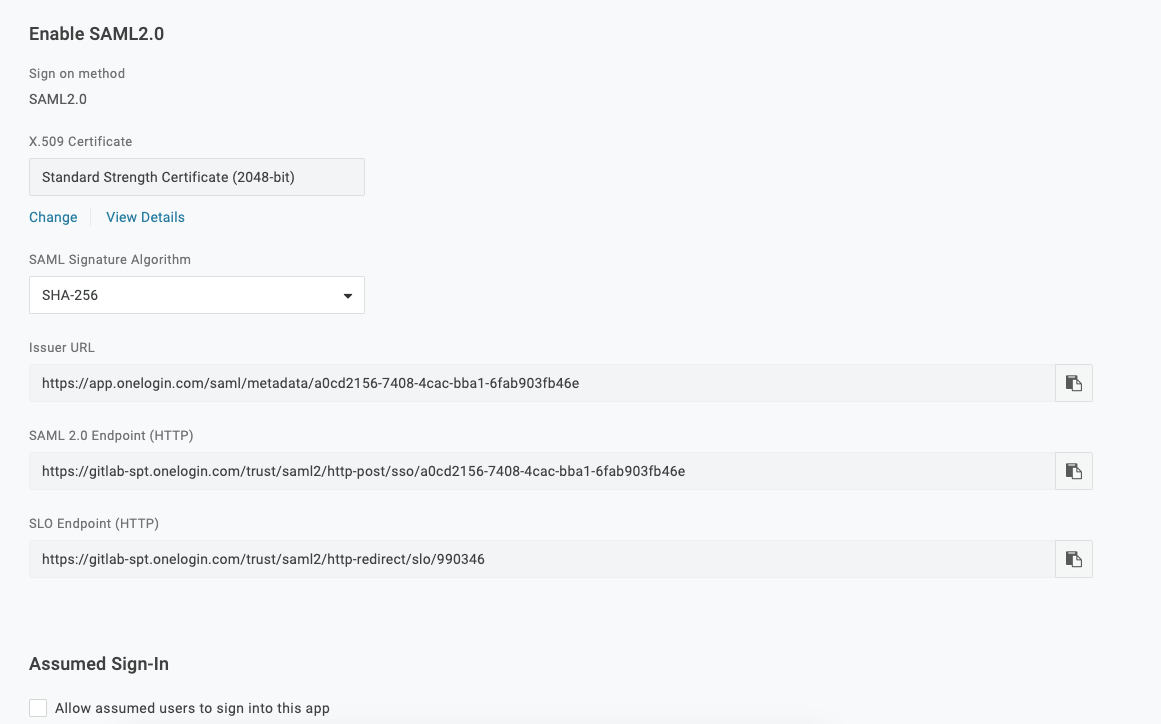 Enable SAML2.0
Sign on method
SAML2.0
X.509 Certificate
Standard Strength Certificate (2048-bit)
Change View Details
SAML Signature Algorithm
SHA-256
Issuer URL
https://app.onelogin.com/saml/metadata/a0cd2156-7408-4cac-bba1-6fab903fb46e
SAML 2.0 Endpoint (HTTP)
https://gitlab-spt.onelogin.com/trust/saml2/http-post/sso/a0cd2156-7408-4cac-bba1-6fab903fb46e
SLO Endpoint (HTTP)
https://gitlab-spt.onelogin.com/trust/saml2/http-redirect/slo/990346
Assumed Sign-In
Allow assumed users to sign into this app